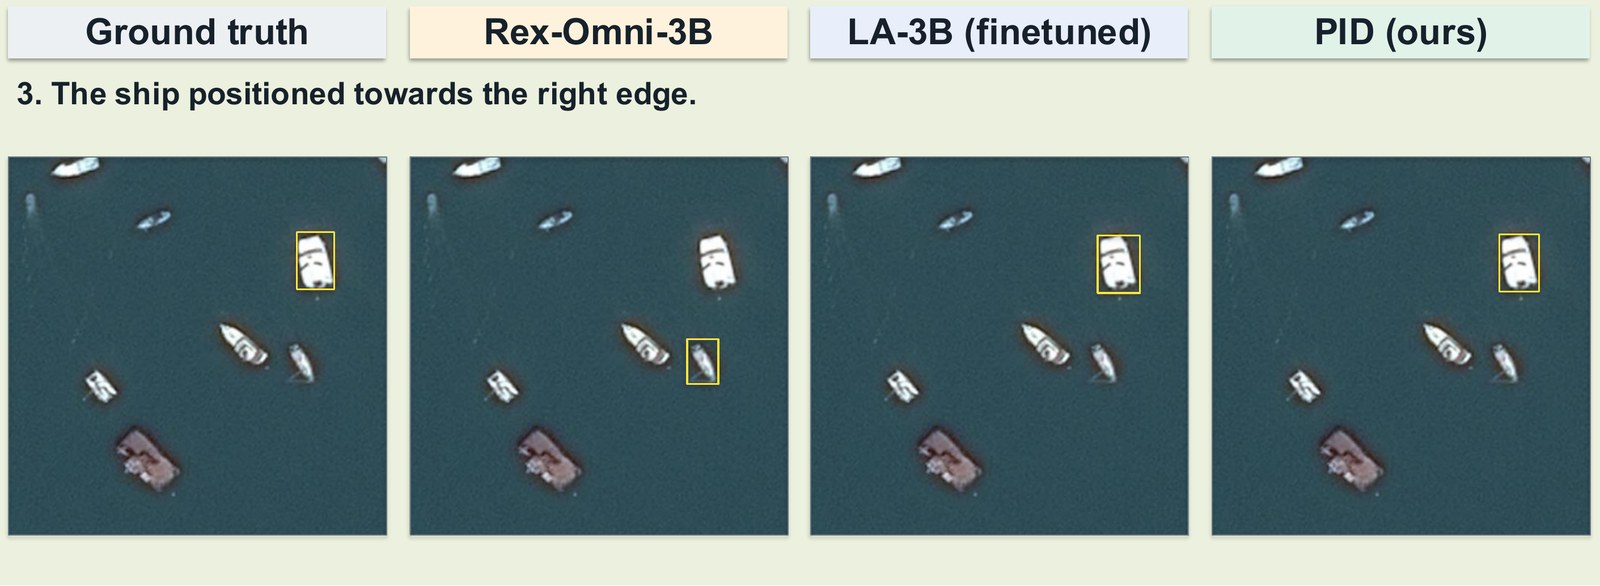 Ground truth
Rex-Omni-3B
LA-3B (finetuned)
PID (ours)
3. The ship positioned towards the right edge.